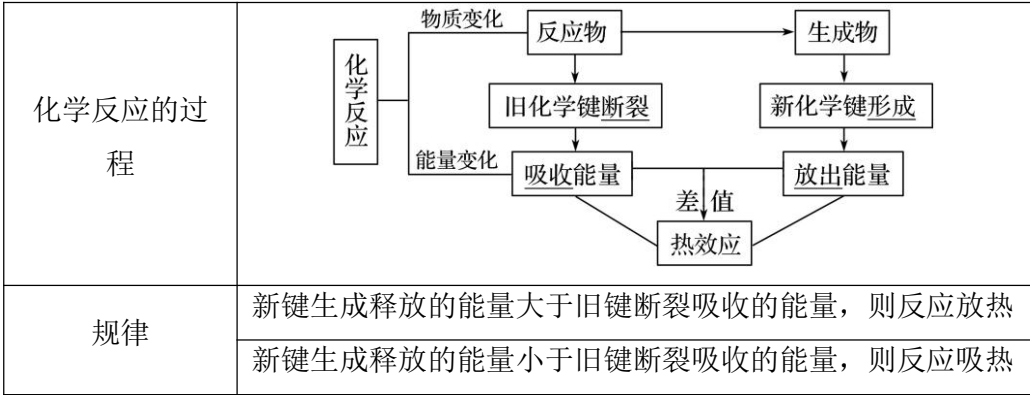 化学反应的过
程
化学反应
物质变化
反应物
生成物
旧化学键断裂
新化学键形成
能量变化
吸收能量
放出能量
差值
热效应
规律
新键生成释放的能量大于旧键断裂吸收的能量，则反应放热
新键生成释放的能量小于旧键断裂吸收的能量，则反应吸热